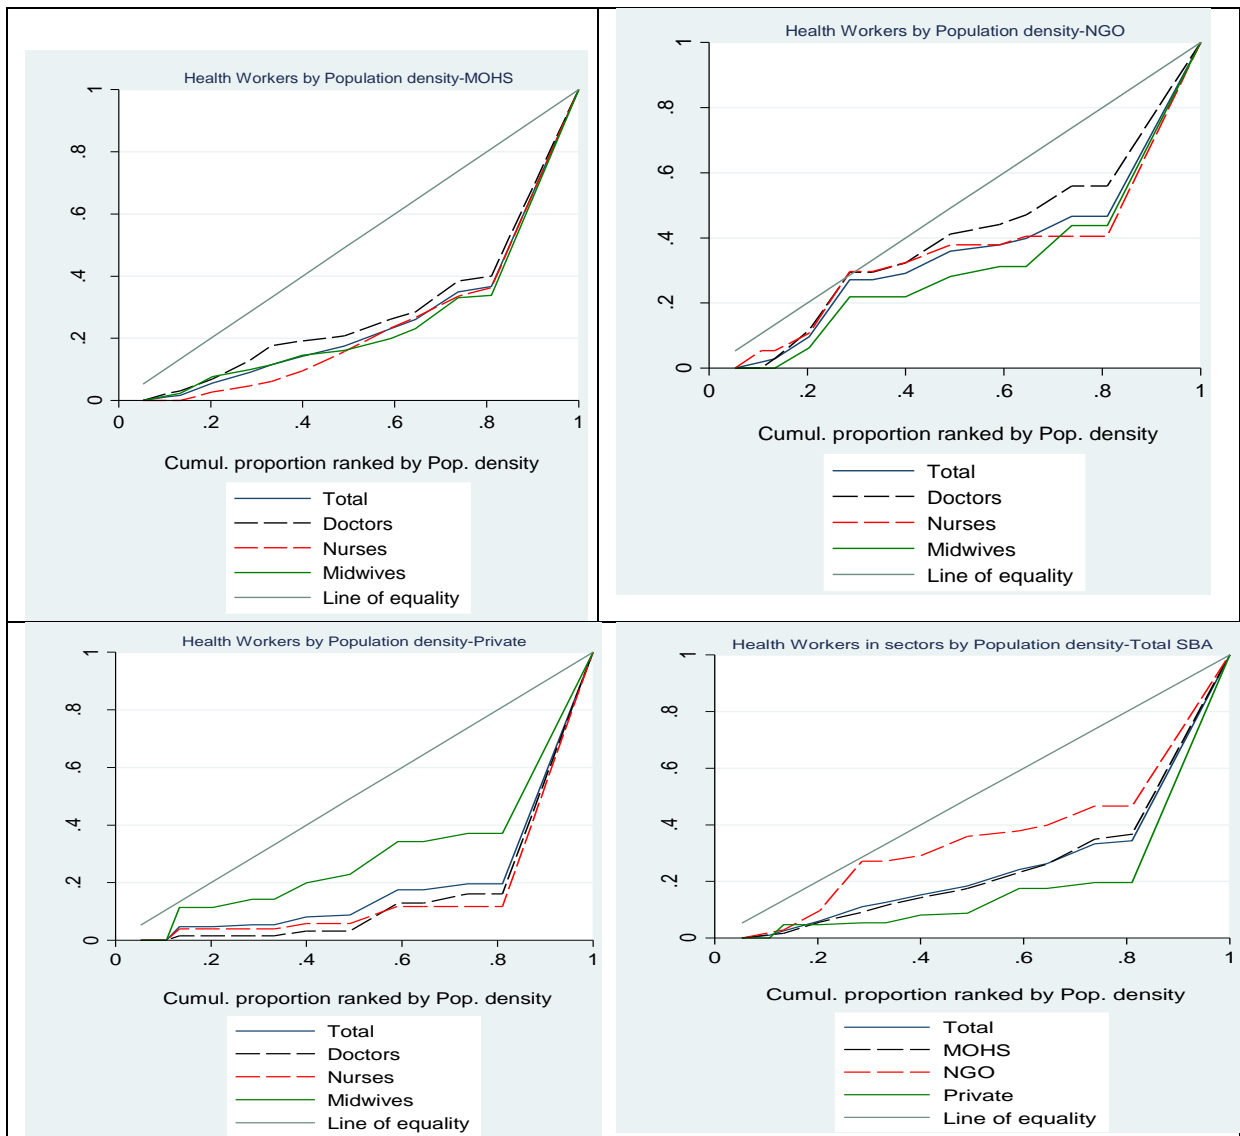 Health Workers by Population density-MOHS
1
.8
.6
.4
.2
0
0 .2 .4 .6 .8 1
Cumul. proportion ranked by Pop. density
Total
Doctors
Nurses
Midwives
Line of equality
Health Workers by Population density-NGO
1
.8
.6
.4
.2
0
0 .2 .4 .6 .8 1
Cumul. proportion ranked by Pop. density
Total
Doctors
Nurses
Midwives
Line of equality
Health Workers by Population density-Private
1
.8
.6
.4
.2
0
0 .2 .4 .6 .8 1
Cumul. proportion ranked by Pop. density
Total
Doctors
Nurses
Midwives
Line of equality
Health Workers in sectors by Population density-Total SBA
1
.8
.6
.4
.2
0
0 .2 .4 .6 .8 1
Cumul. proportion ranked by Pop. density
Total
MOHS
NGO
Private
Line of equality